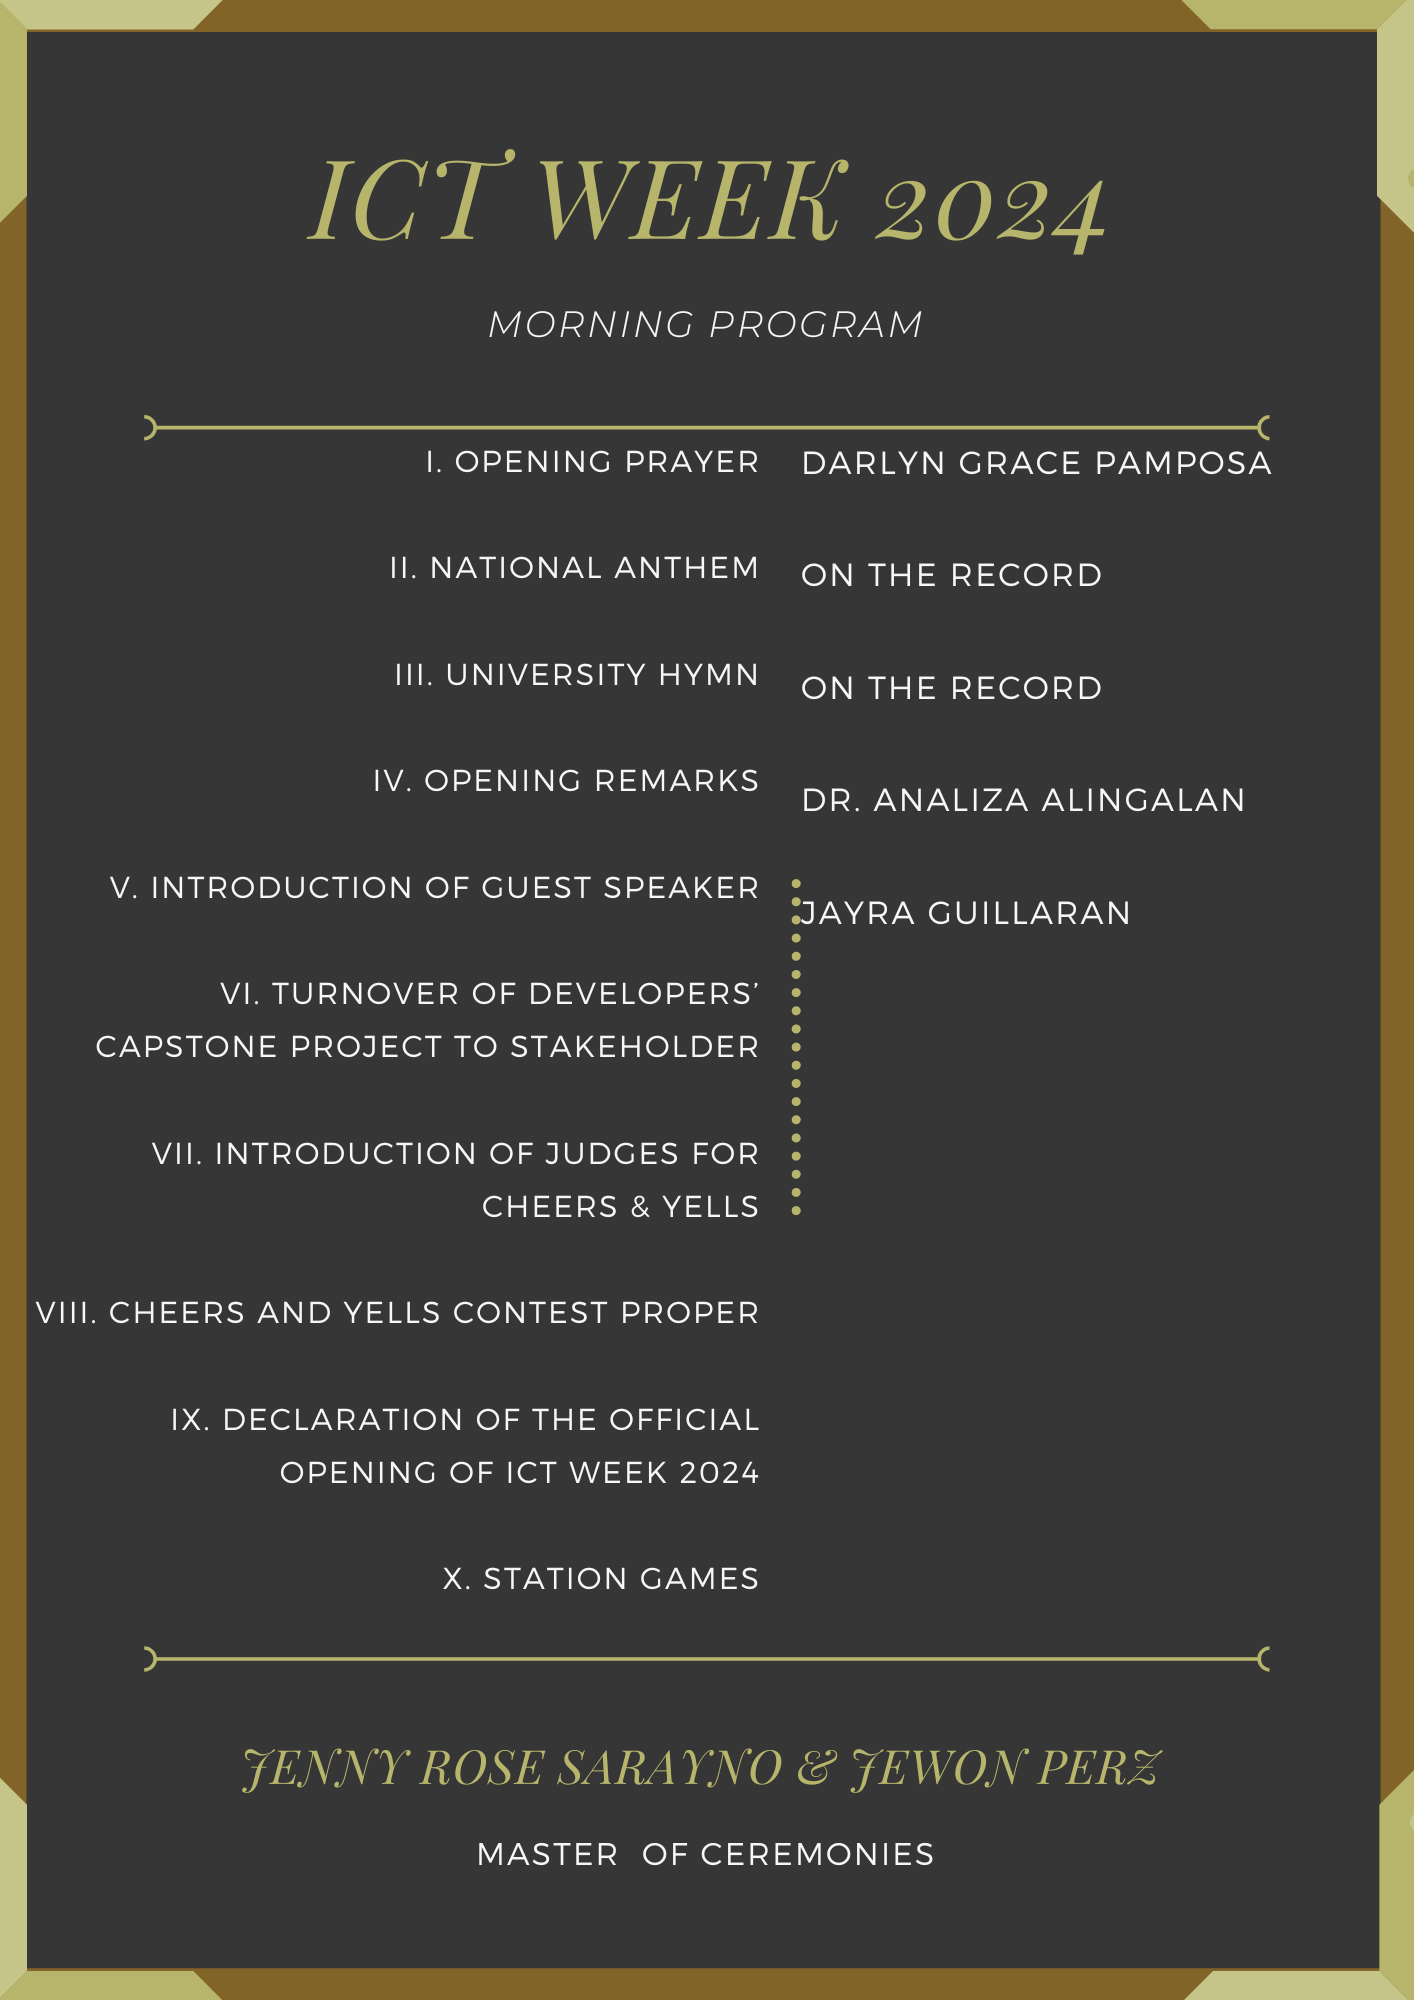 ICT WEEK 2024
MORNING PROGRAM
I. OPENING PRAYER DARLYN GRACE PAMPOSA
II. NATIONAL ANTHEM ON THE RECORD
III. UNIVERSITY HYMN ON THE RECORD
IV. OPENING REMARKS DR. ANALIZA ALINGALAN
V. INTRODUCTION OF GUEST SPEAKER JAYRA GUILLARAN
VI. TURNOVER OF DEVELOPERS’
CAPSTONE PROJECT TO STAKEHOLDER
VII. INTRODUCTION OF JUDGES FOR
CHEERS & YELLS
VIII. CHEERS AND YELLS CONTEST PROPER
IX. DECLARATION OF THE OFFICIAL
OPENING OF ICT WEEK 2024
X. STATION GAMES
JENNY ROSE SARAYNO & JEWON PERZ
MASTER OF CEREMONIES